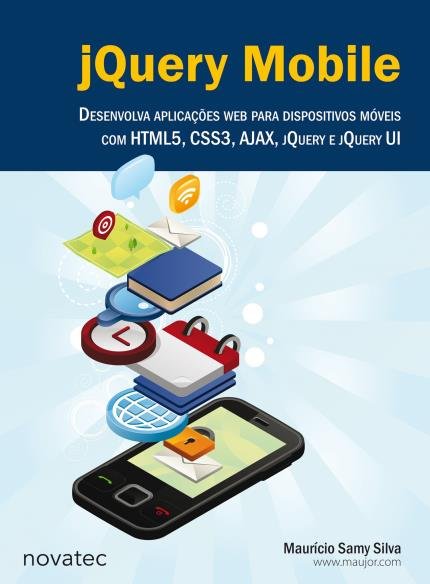 jQuery Mobile
Desenvolva aplicações web para dispositivos móveis
com HTML5, CSS3, AJAX, jQuery e jQuery UI
Maurício Samy Silva
www.maujor.com
novatec